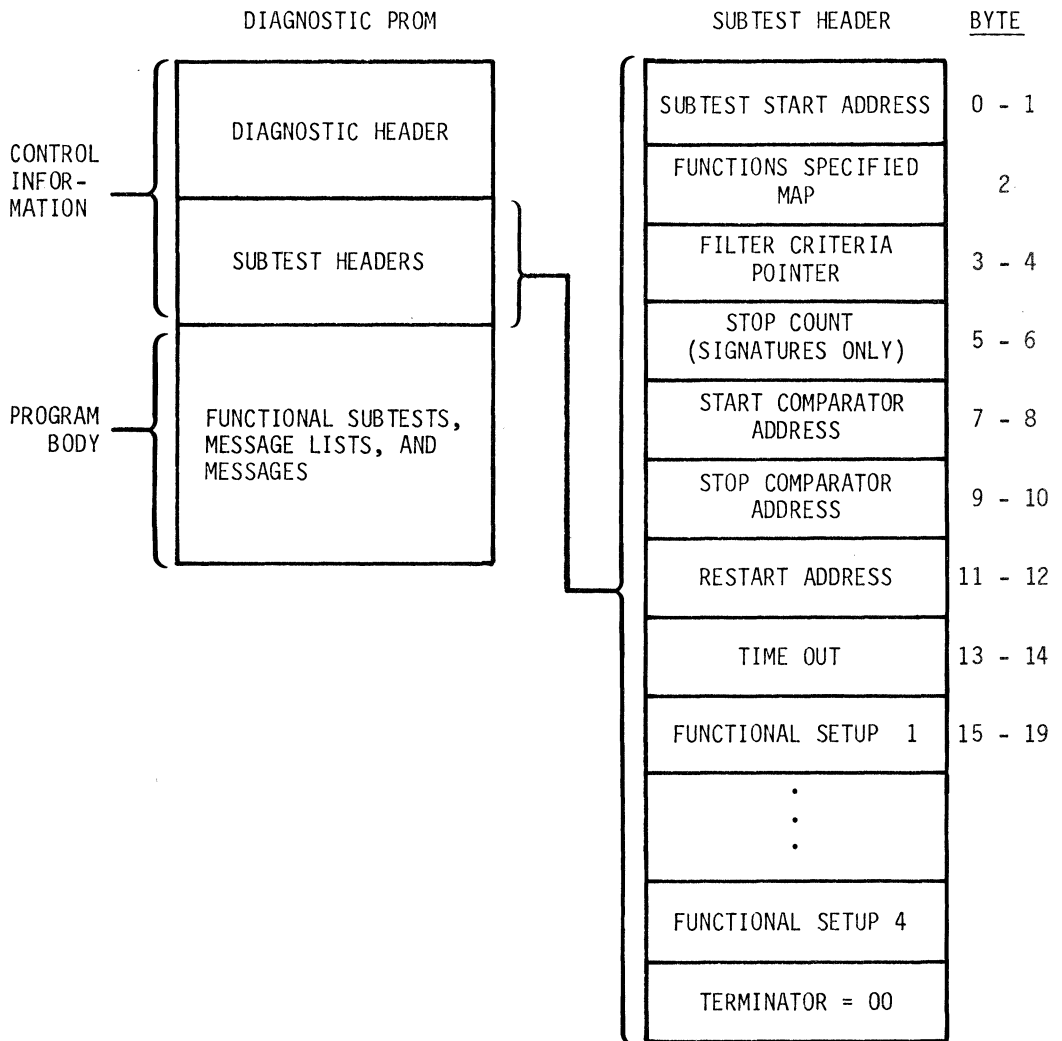 DIAGNOSTIC PROM
DIAGNOSTIC HEADER
CONTROL
INFOR-
MATION
SUBTEST HEADERS
PROGRAM
BODY
FUNCTIONAL SUBTESTS,
MESSAGE LISTS, AND
MESSAGES
SUBTEST HEADER BYTE
SUBTEST START ADDRESS 0 - 1
FUNCTIONS SPECIFIED
MAP
2
FILTER CRITERIA
POINTER
3 - 4
STOP COUNT
(SIGNATURES ONLY)
5 - 6
START COMPARATOR
ADDRESS
7 - 8
STOP COMPARATOR
ADDRESS
9 - 10
RESTART ADDRESS 11 - 12
TIME OUT 13 - 14
FUNCTIONAL SETUP 1 15 - 19
.
.
.
FUNCTIONAL SETUP 4
TERMINATOR = 00